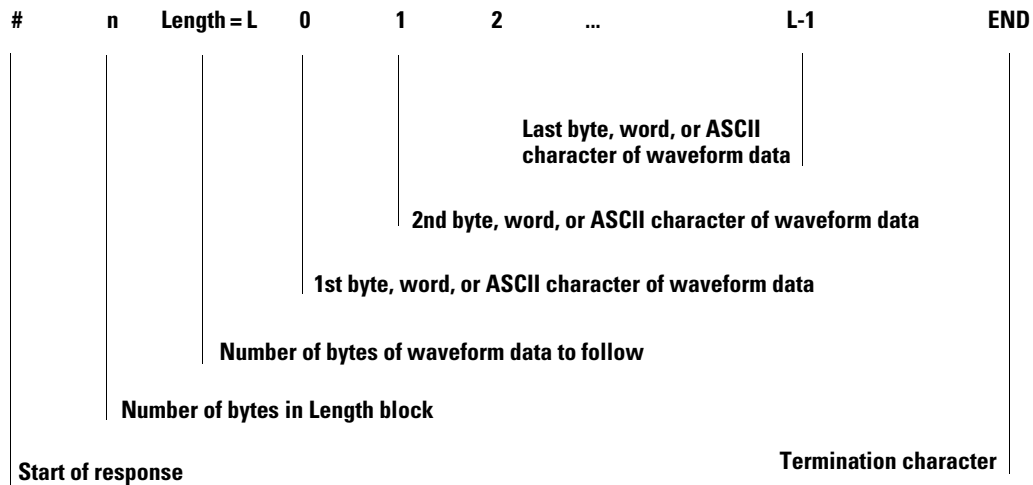 # n Length = L 0 1 2 ... L-1 END
Last byte, word, or ASCII
character of waveform data
2nd byte, word, or ASCII character of waveform data
1st byte, word, or ASCII character of waveform data
Number of bytes of waveform data to follow
Number of bytes in Length block
Termination character
Start of response